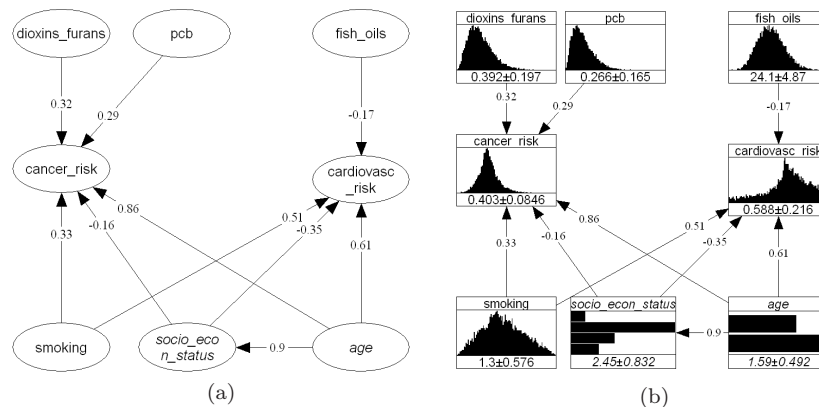 dioxins_furans
pcb
fish_oils
0.32
0.29
-0.17
cancer_risk
cardiovasc
_risk
0.33
-0.16
0.86
0.51
-0.35
0.61
smoking
socio_eco
n_status
0.9
age
(a)
dioxins_furans
pcb
fish_oils
0.392±0.197
0.266±0.165
24.1±4.87
0.32
0.29
-0.17
cancer_risk
cardiovasc_risk
0.403±0.0846
0.588±0.216
0.33
-0.16
0.86
0.51
-0.35
0.61
smoking
socio_econ_status
age
0.9
1.3±0.576
2.45±0.832
1.59±0.492
(b)